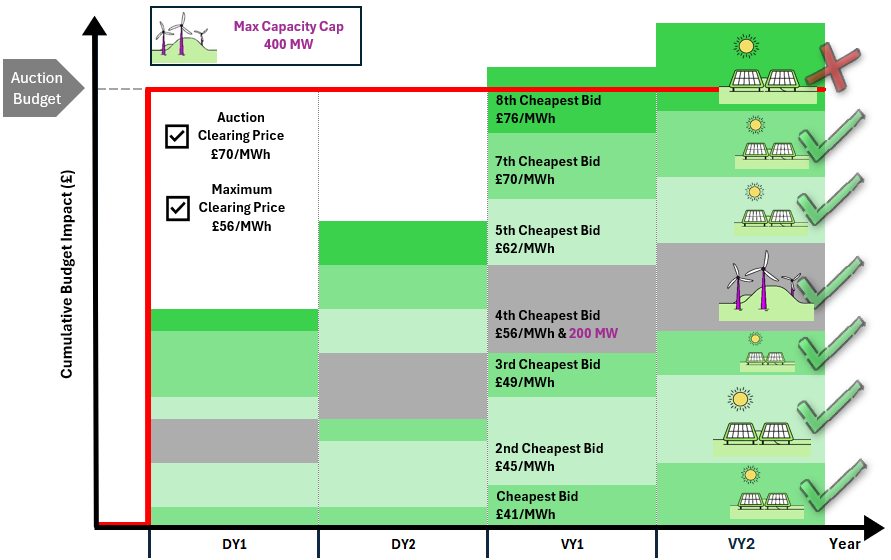 Max Capacity Cap
400 MW
Auction
Budget
Cumulative Budget Impact (£)
Auction
Clearing Price
£70/MWh
Maximum
Clearing Price
£56/MWh
8th Cheapest Bid
£76/MWh
7th Cheapest Bid
£70/MWh
5th Cheapest Bid
£62/MWh
4th Cheapest Bid
£56/MWh & 200 MW
3rd Cheapest Bid
£49/MWh
2nd Cheapest Bid
£45/MWh
Cheapest Bid
£41/MWh
DY1
DY2
VY1
VY2
Year